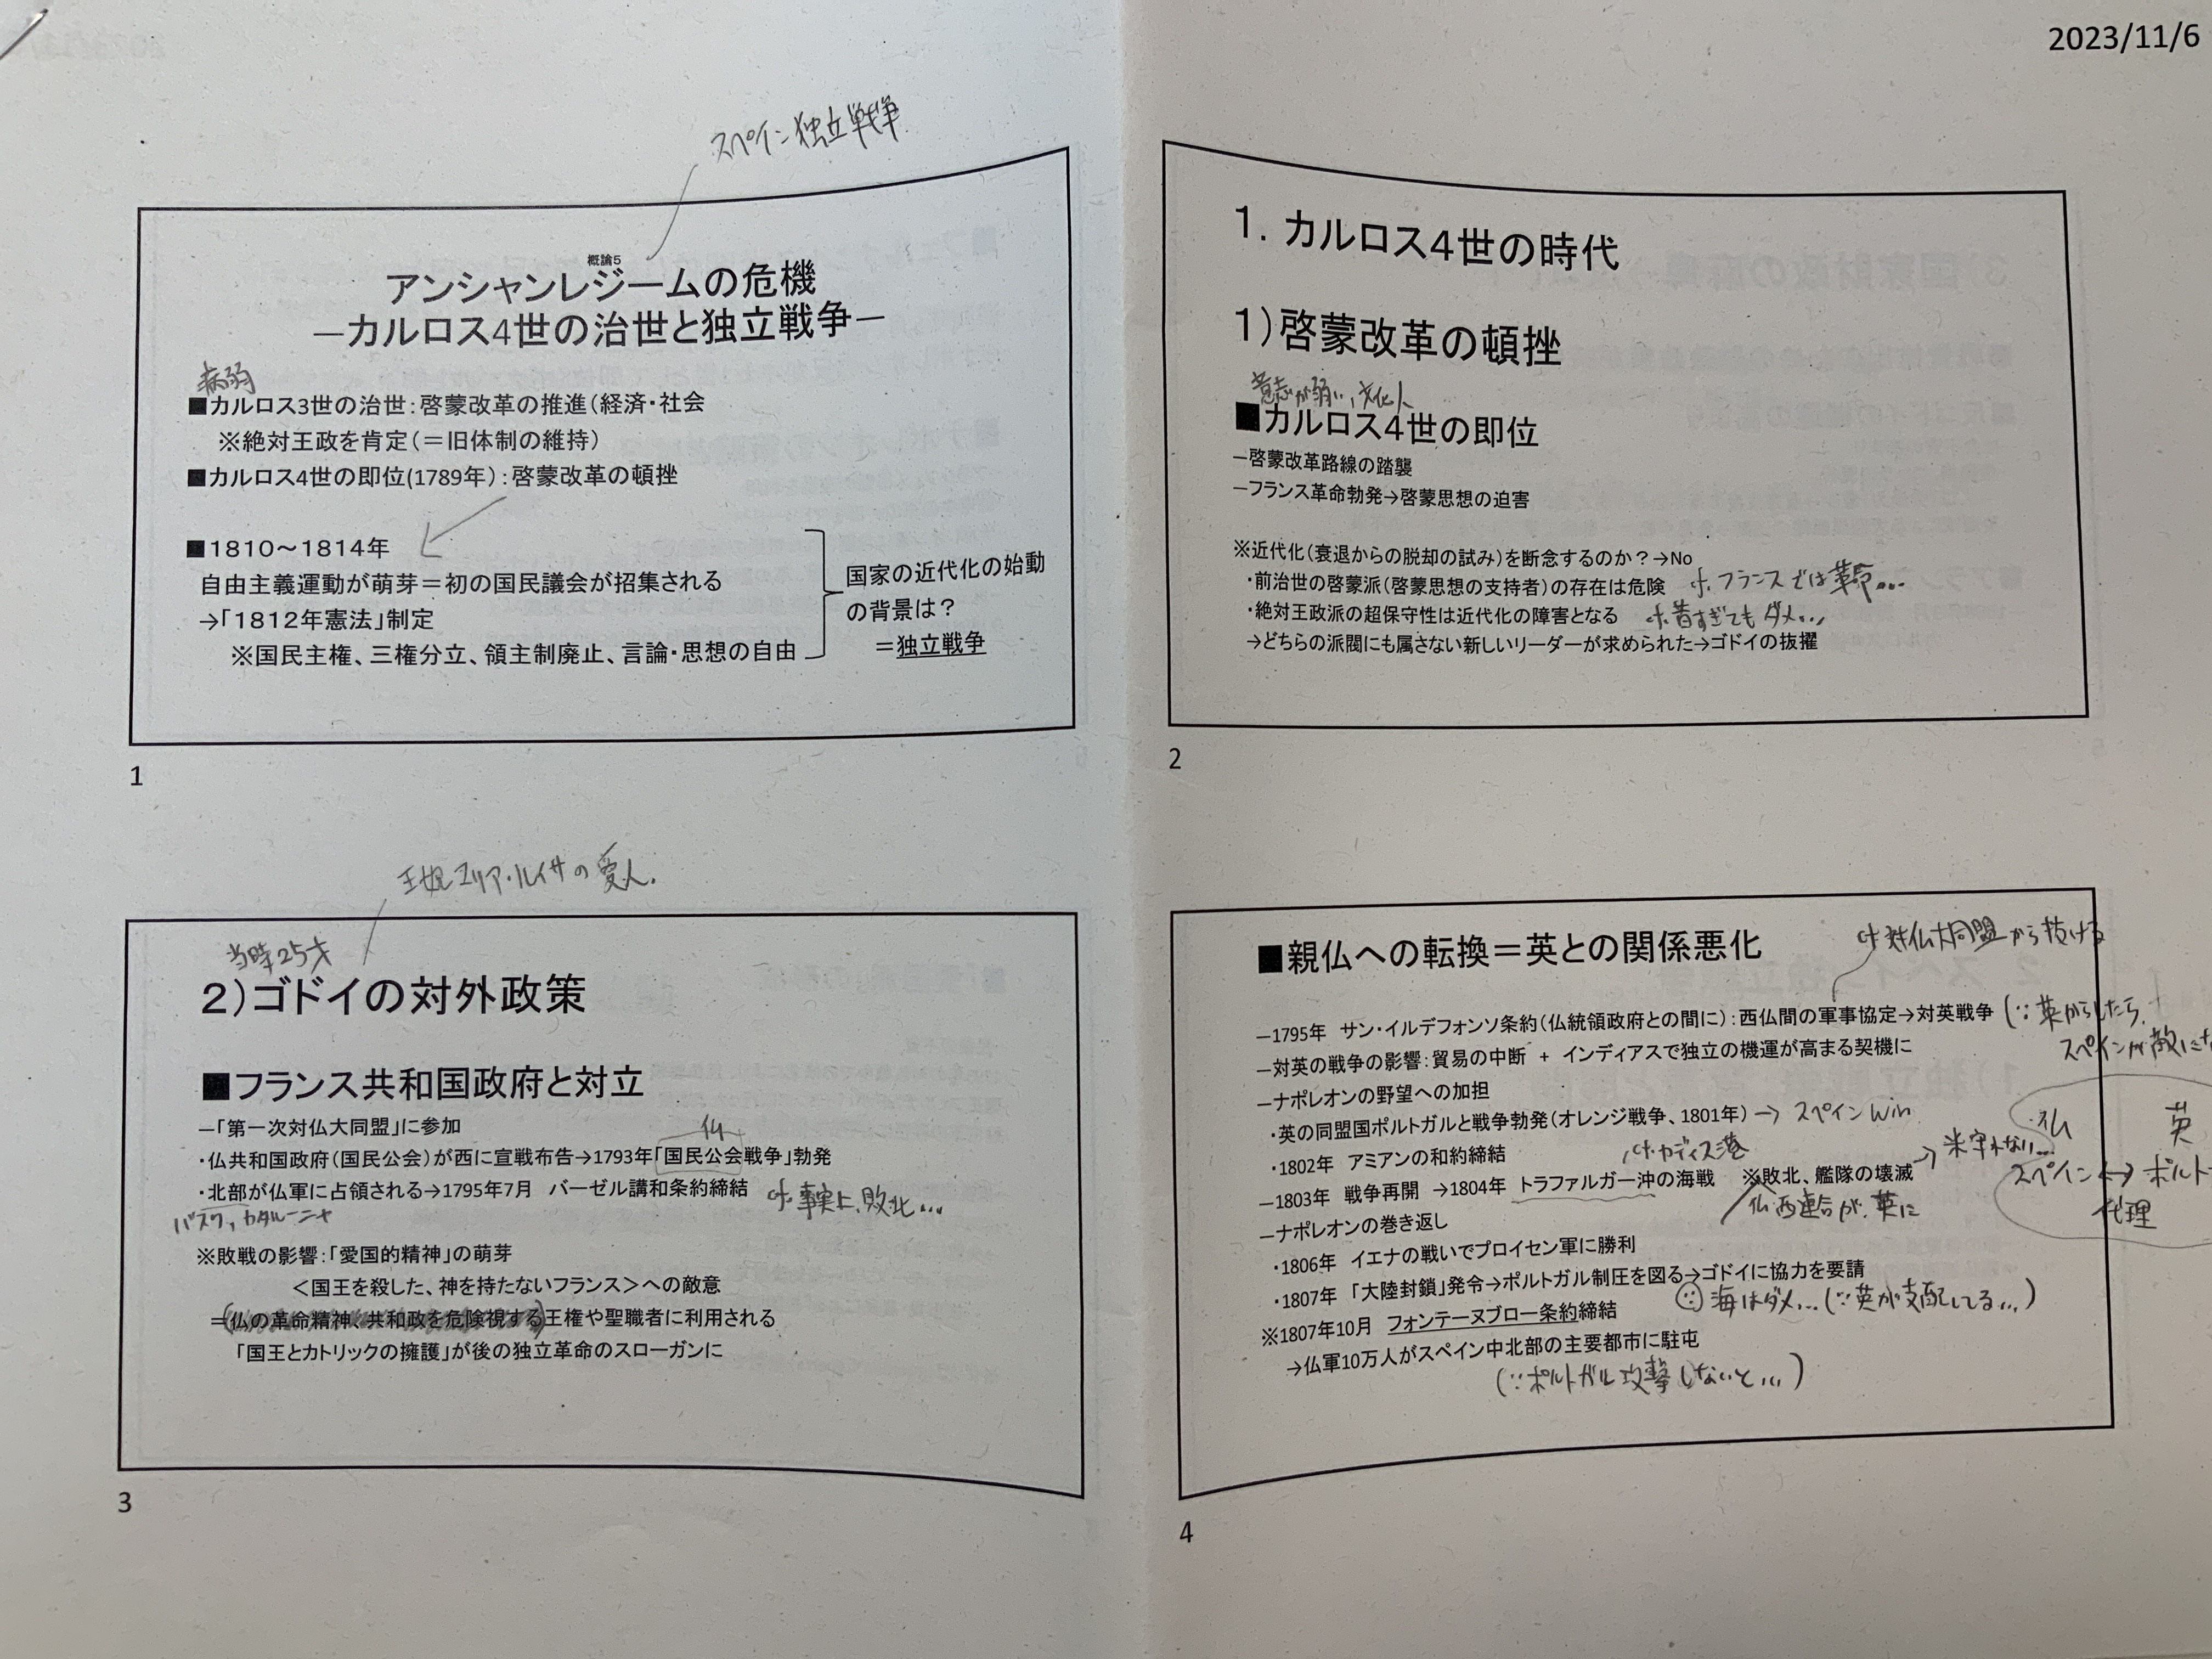 2023/11/6
スペイン独立戦争
概論5
アンシャンレジームの危機
―カルロス4世の治世と独立戦争―
病弱
■カルロス3世の治世：啓蒙改革の推進（経済・社会
※絶対王政を肯定（＝旧体制の維持）
■カルロス4世の即位(1789年）：啓蒙改革の頓挫
■1810～1814年
自由主義運動が萌芽＝初の国民議会が招集される
→「1812年憲法」制定
※国民主権、三権分立、領主制廃止、言論・思想の自由
国家の近代化の始動
の背景は？
＝独立戦争
1
1. カルロス4世の時代
1）啓蒙改革の頓挫
意志が弱い、文化人
■カルロス4世の即位
―啓蒙改革路線の踏襲
―フランス革命勃発→啓蒙思想の迫害
※近代化（衰退からの脱却の試み）を断念するのか？→No
・前治世の啓蒙派（啓蒙思想の支持者）の存在は危険 cf. フランスでは革命...
・絶対王政派の超保守性は近代化の障害となる cf. 昔すぎてもダメ...
→どちらの派閥にも属さない新しいリーダーが求められた→ゴドイの抜擢
2
王妃マリア・ルイサの愛人.
当時25才
2）ゴドイの対外政策
■フランス共和国政府と対立
―「第一次対仏大同盟」に参加
仏
・仏共和国政府（国民公会）が西に宣戦布告→1793年「国民公会戦争」勃発
・北部が仏軍に占領される→1795年7月　バーゼル講和条約締結 cf. 事実上、敗北...
バスク, カタルーニャ
※敗戦の影響：「愛国的精神」の萌芽
＜国王を殺した、神を持たないフランス＞への敵意
＝(仏の革命精神、共和政を危険視する)王権や聖職者に利用される
「国王とカトリックの擁護」が後の独立革命のスローガンに
3
cf. 対仏大同盟から抜ける
■親仏への転換＝英との関係悪化
―1795年　サン・イルデフォンソ条約（仏統領政府との間に）：西仏間の軍事協定→対英戦争 (∵英からしたら、
スペインが敵に
―対英の戦争の影響：貿易の中断　＋　インディアスで独立の機運が高まる契機に
―ナポレオンの野望への加担
・英の同盟国ポルトガルと戦争勃発（オレンジ戦争、1801年） → スペイン Win
・1802年　アミアンの和約締結
cf. カディス港
―1803年　戦争再開　→1804年　トラファルガー沖の海戦　※敗北、艦隊の壊滅
仏西連合が、英に
仏 英
スペイン ↔ ポルト
代理
―ナポレオンの巻き返し
・1806年　イエナの戦いでプロイセン軍に勝利
・1807年　「大陸封鎖」発令→ポルトガル制圧を図る→ゴドイに協力を要請
海はダメ...(∵英が支配してる...)
※1807年10月　フォンテーヌブロー条約締結
→仏軍10万人がスペイン中北部の主要都市に駐屯
(∵ポルトガル攻撃しないと...)
4